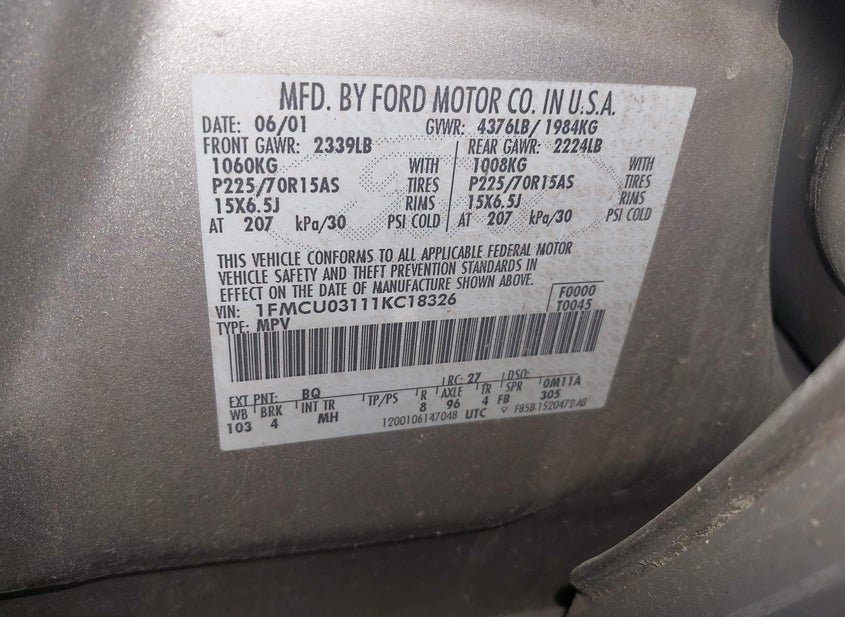 MFD. BY FORD MOTOR CO. IN U.S.A.
DATE: 06/01 GVWR: 4376LB/ 1984KG
FRONT GAWR: 2339LB REAR GAWR: 2224LB
1060KG WITH 1008KG WITH
P225/70R15AS TIRES P225/70R15AS TIRES
15X6.5J RIMS 15X6.5J RIMS
AT 207 kPa/30 PSI COLD AT 207 kPa/30 PSI COLD
THIS VEHICLE CONFORMS TO ALL APPLICABLE FEDERAL MOTOR
VEHICLE SAFETY AND THEFT PREVENTION STANDARDS IN
EFFECT ON THE DATE OF MANUFACTURE SHOWN ABOVE.
VIN: 1FMCU03111KC18326 F0000
TYPE: MPV T0045
EXT PNT: BQ RC: 27 DSO: 0M11A
WB BRK INT TR TP/PS R AXLE TR SPR
103 4 MH 8 96 4 FB 305
1200106147048 UTC ▽ F85B-1520472-AB